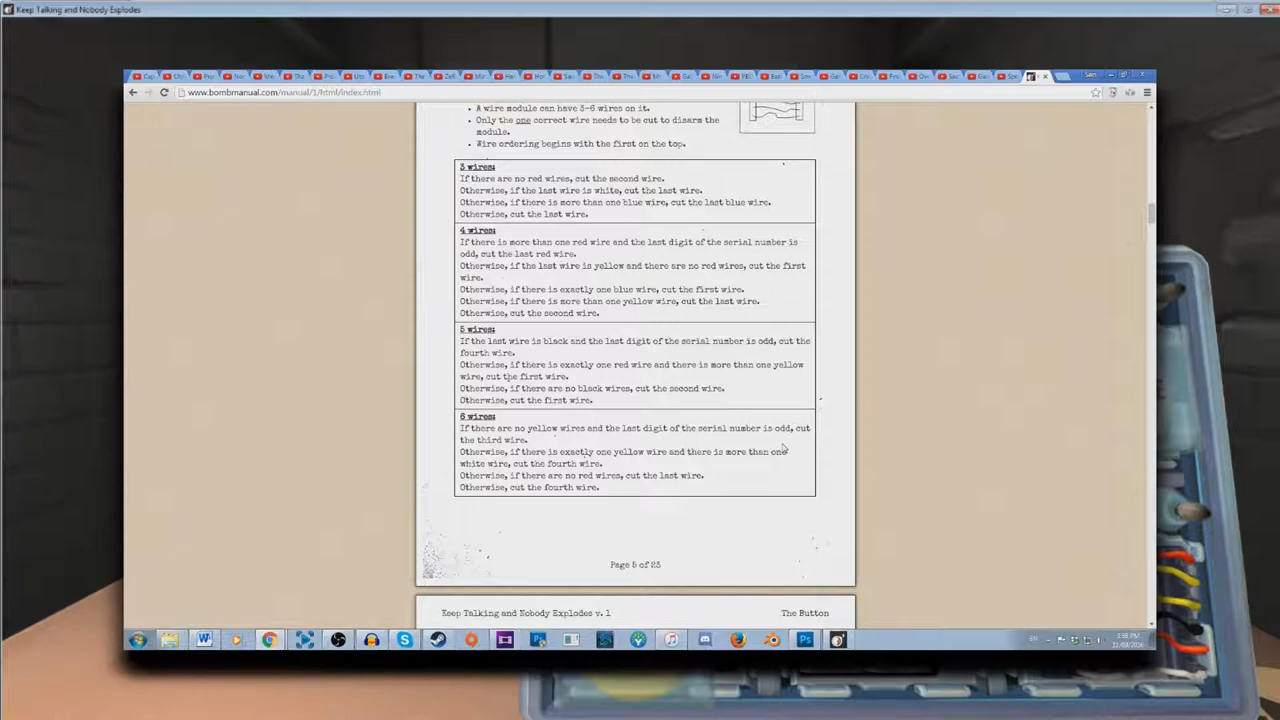 Keep Talking and Nobody Explodes
Sam
www.bombmanual.com/manual/1/html/index.html
• A wire module can have 3-6 wires on it.
• Only the one correct wire needs to be cut to disarm the
module.
• Wire ordering begins with the first on the top.
3 wires:
If there are no red wires, cut the second wire.
Otherwise, if the last wire is white, cut the last wire.
Otherwise, if there is more than one blue wire, cut the last blue wire.
Otherwise, cut the last wire.
4 wires:
If there is more than one red wire and the last digit of the serial number is
odd, cut the last red wire.
Otherwise, if the last wire is yellow and there are no red wires, cut the first
wire.
Otherwise, if there is exactly one blue wire, cut the first wire.
Otherwise, if there is more than one yellow wire, cut the last wire.
Otherwise, cut the second wire.
5 wires:
If the last wire is black and the last digit of the serial number is odd, cut the
fourth wire.
Otherwise, if there is exactly one red wire and there is more than one yellow
wire, cut the first wire.
Otherwise, if there are no black wires, cut the second wire.
Otherwise, cut the first wire.
6 wires:
If there are no yellow wires and the last digit of the serial number is odd, cut
the third wire.
Otherwise, if there is exactly one yellow wire and there is more than one
white wire, cut the fourth wire.
Otherwise, if there are no red wires, cut the last wire.
Otherwise, cut the fourth wire.
Page 5 of 23
Keep Talking and Nobody Explodes v. 1 The Button
EN